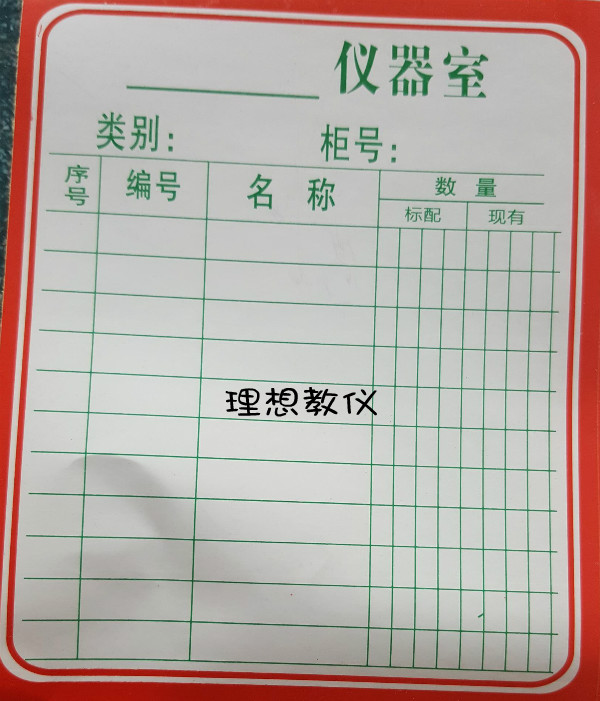 仪器室
类别: 柜号:
序号 编号 名称 数量
标配 现有
理想教仪